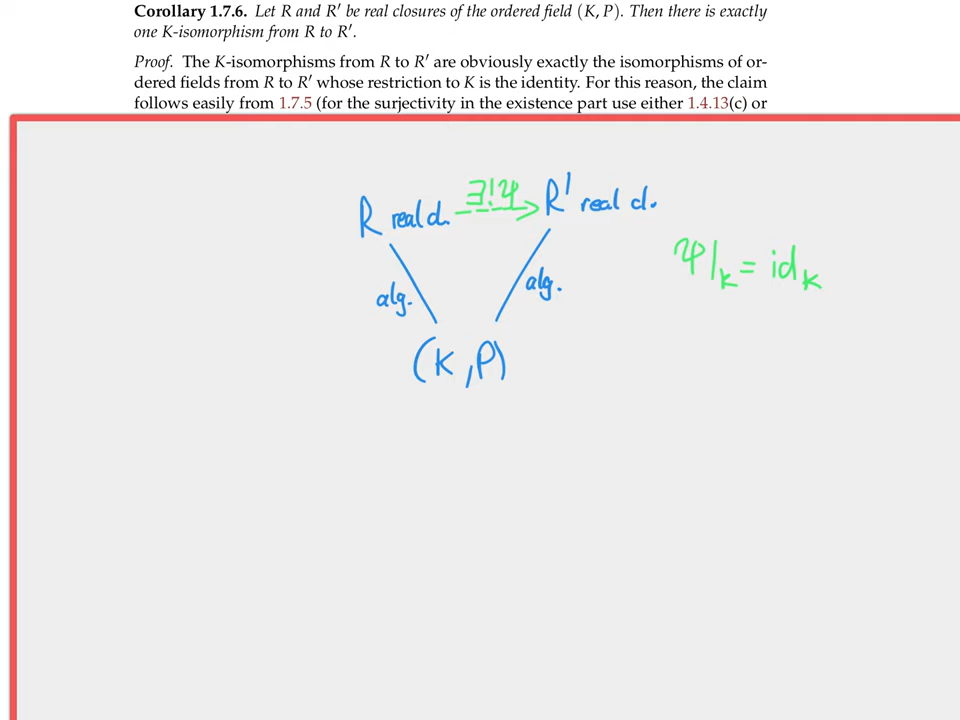 Corollary 1.7.6. Let R and R′ be real closures of the ordered field (K, P). Then there is exactly
one K-isomorphism from R to R′.
Proof. The K-isomorphisms from R to R′ are obviously exactly the isomorphisms of or-
dered fields from R to R′ whose restriction to K is the identity. For this reason, the claim
follows easily from 1.7.5 (for the surjectivity in the existence part use either 1.4.13(c) or
R real cl. ∃!ψ R′ real cl.
ψ|K = idK
alg. alg.
(K, P)